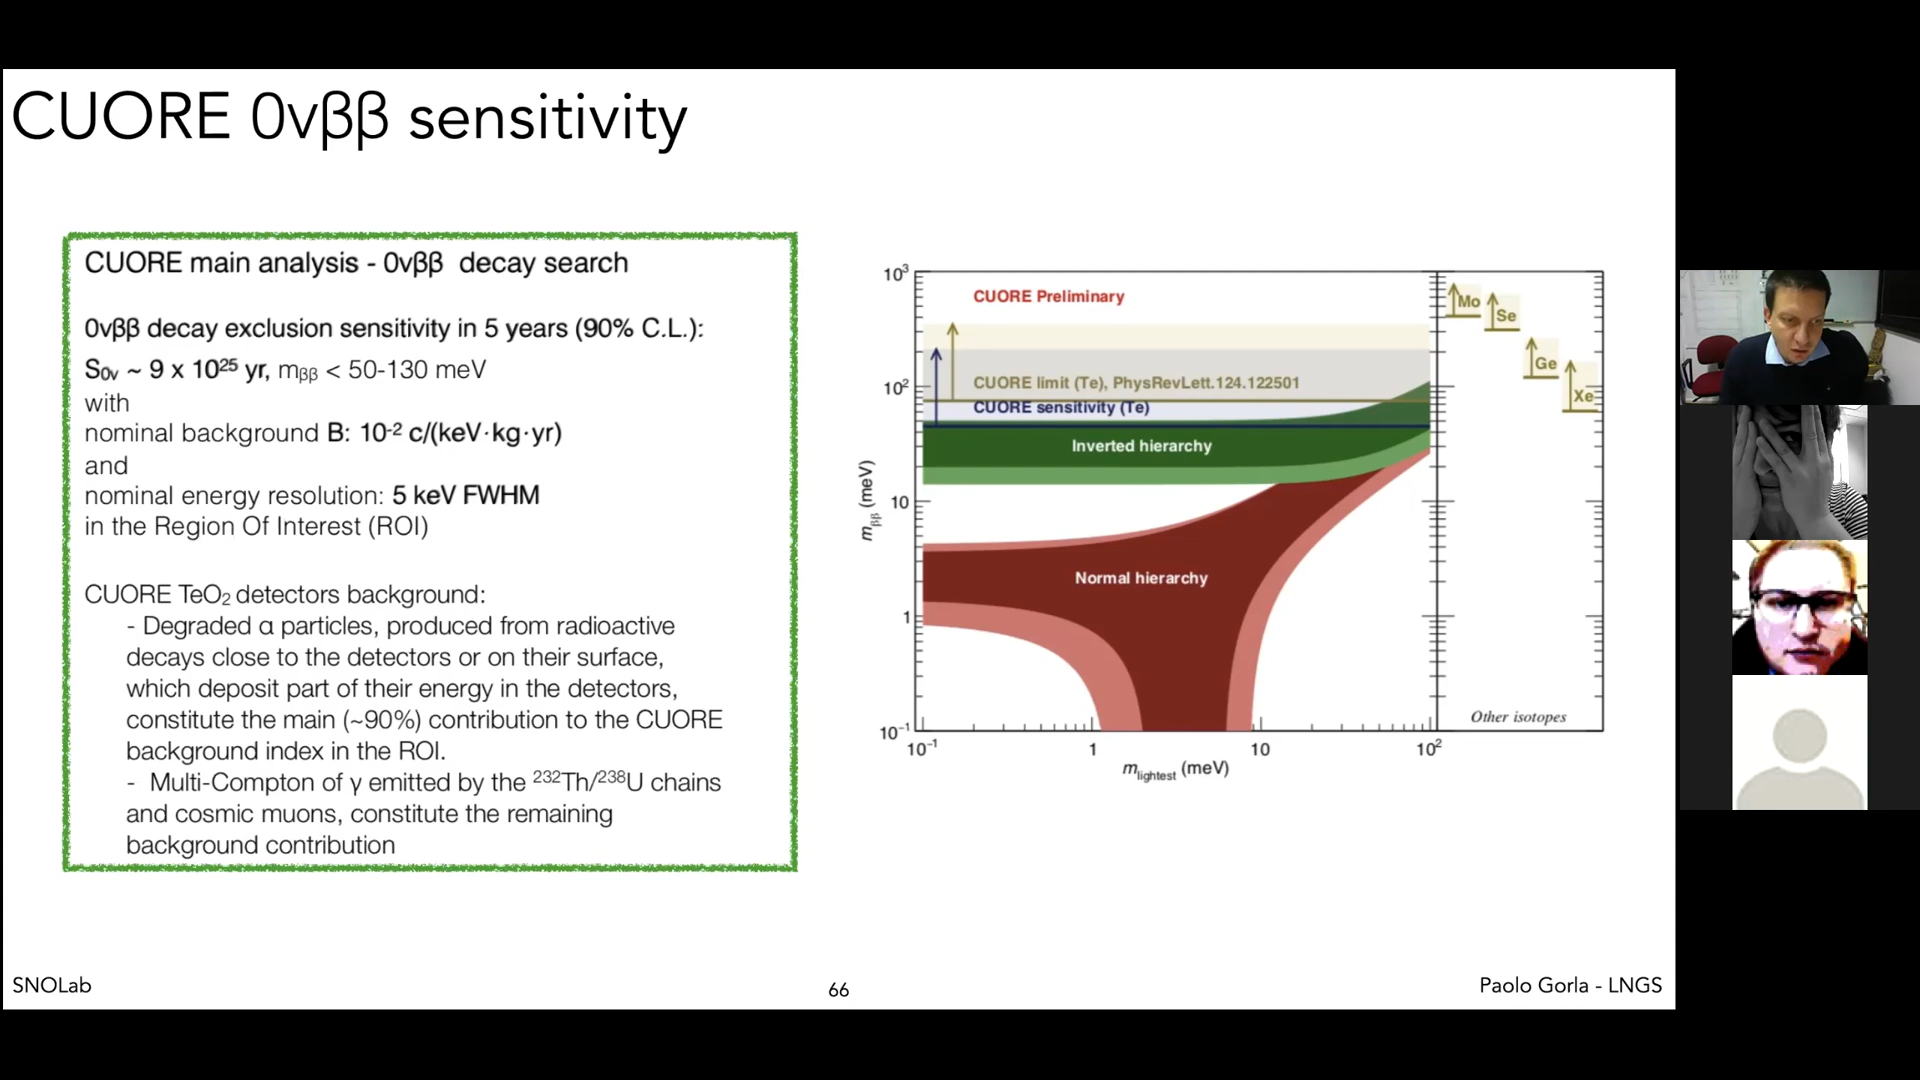 CUORE 0νββ sensitivity
CUORE main analysis - 0νββ decay search
0νββ decay exclusion sensitivity in 5 years (90% C.L.):
S0ν ~ 9 x 10²⁵ yr, mββ < 50-130 meV
with
nominal background B: 10⁻² c/(keV·kg·yr)
and
nominal energy resolution: 5 keV FWHM
in the Region Of Interest (ROI)
CUORE TeO₂ detectors background:
- Degraded α particles, produced from radioactive
decays close to the detectors or on their surface,
which deposit part of their energy in the detectors,
constitute the main (~90%) contribution to the CUORE
background index in the ROI.
- Multi-Compton of γ emitted by the ²³²Th/²³⁸U chains
and cosmic muons, constitute the remaining
background contribution
10³
10²
10
1
10⁻¹
mββ (meV)
CUORE Preliminary
CUORE limit (Te), PhysRevLett.124.122501
CUORE sensitivity (Te)
Inverted hierarchy
Normal hierarchy
Mo
Se
Ge
Xe
Other isotopes
10⁻¹
1
10
10²
mlightest (meV)
SNOLab
66
Paolo Gorla - LNGS